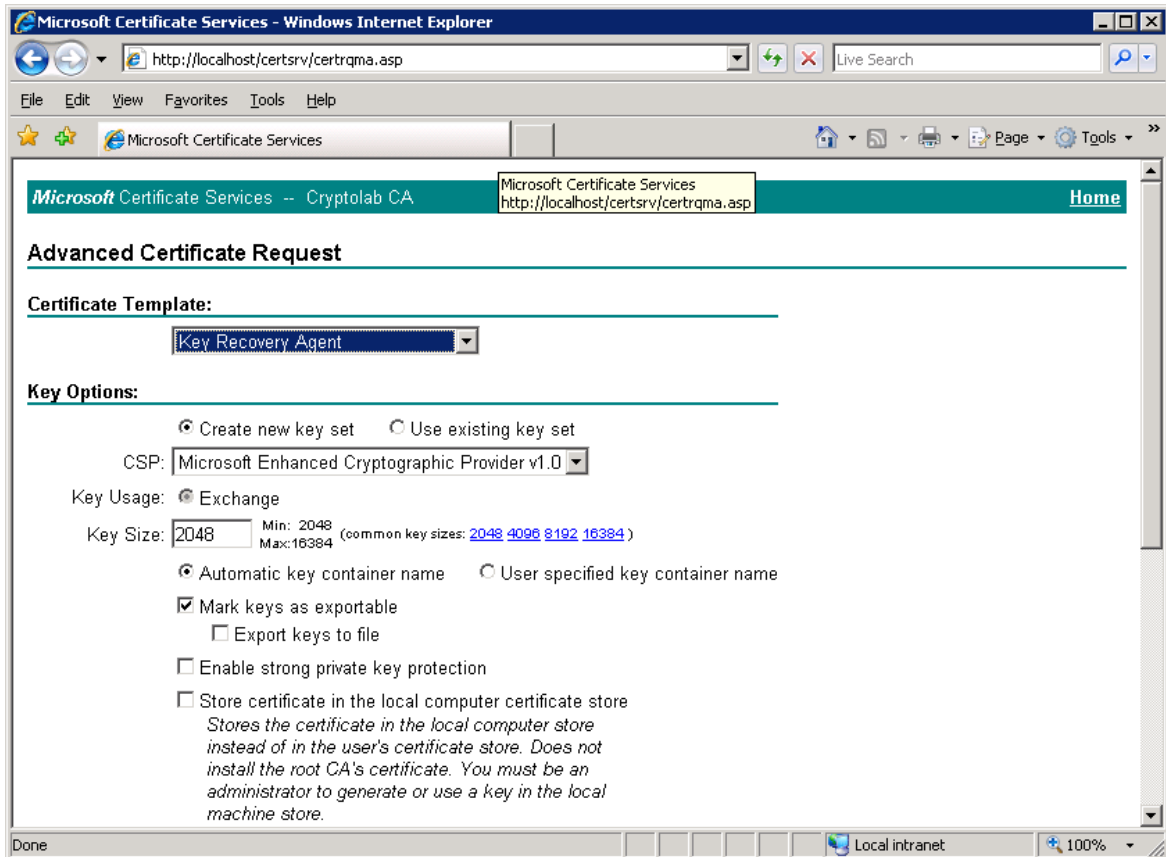 Microsoft Certificate Services - Windows Internet Explorer
http://localhost/certsrv/certrqma.asp
Live Search
File Edit View Favorites Tools Help
Microsoft Certificate Services
Page Tools »
Microsoft Certificate Services -- Cryptolab CA
Home
Microsoft Certificate Services
http://localhost/certsrv/certrqma.asp
Advanced Certificate Request
Certificate Template:
Key Recovery Agent
Key Options:
Create new key set Use existing key set
CSP: Microsoft Enhanced Cryptographic Provider v1.0
Key Usage: Exchange
Key Size: 2048 Min: 2048 (common key sizes: 2048 4096 8192 16384 )
Max:16384
Automatic key container name User specified key container name
Mark keys as exportable
Export keys to file
Enable strong private key protection
Store certificate in the local computer certificate store
Stores the certificate in the local computer store
instead of in the user's certificate store. Does not
install the root CA's certificate. You must be an
administrator to generate or use a key in the local
machine store.
Done Local intranet 100%